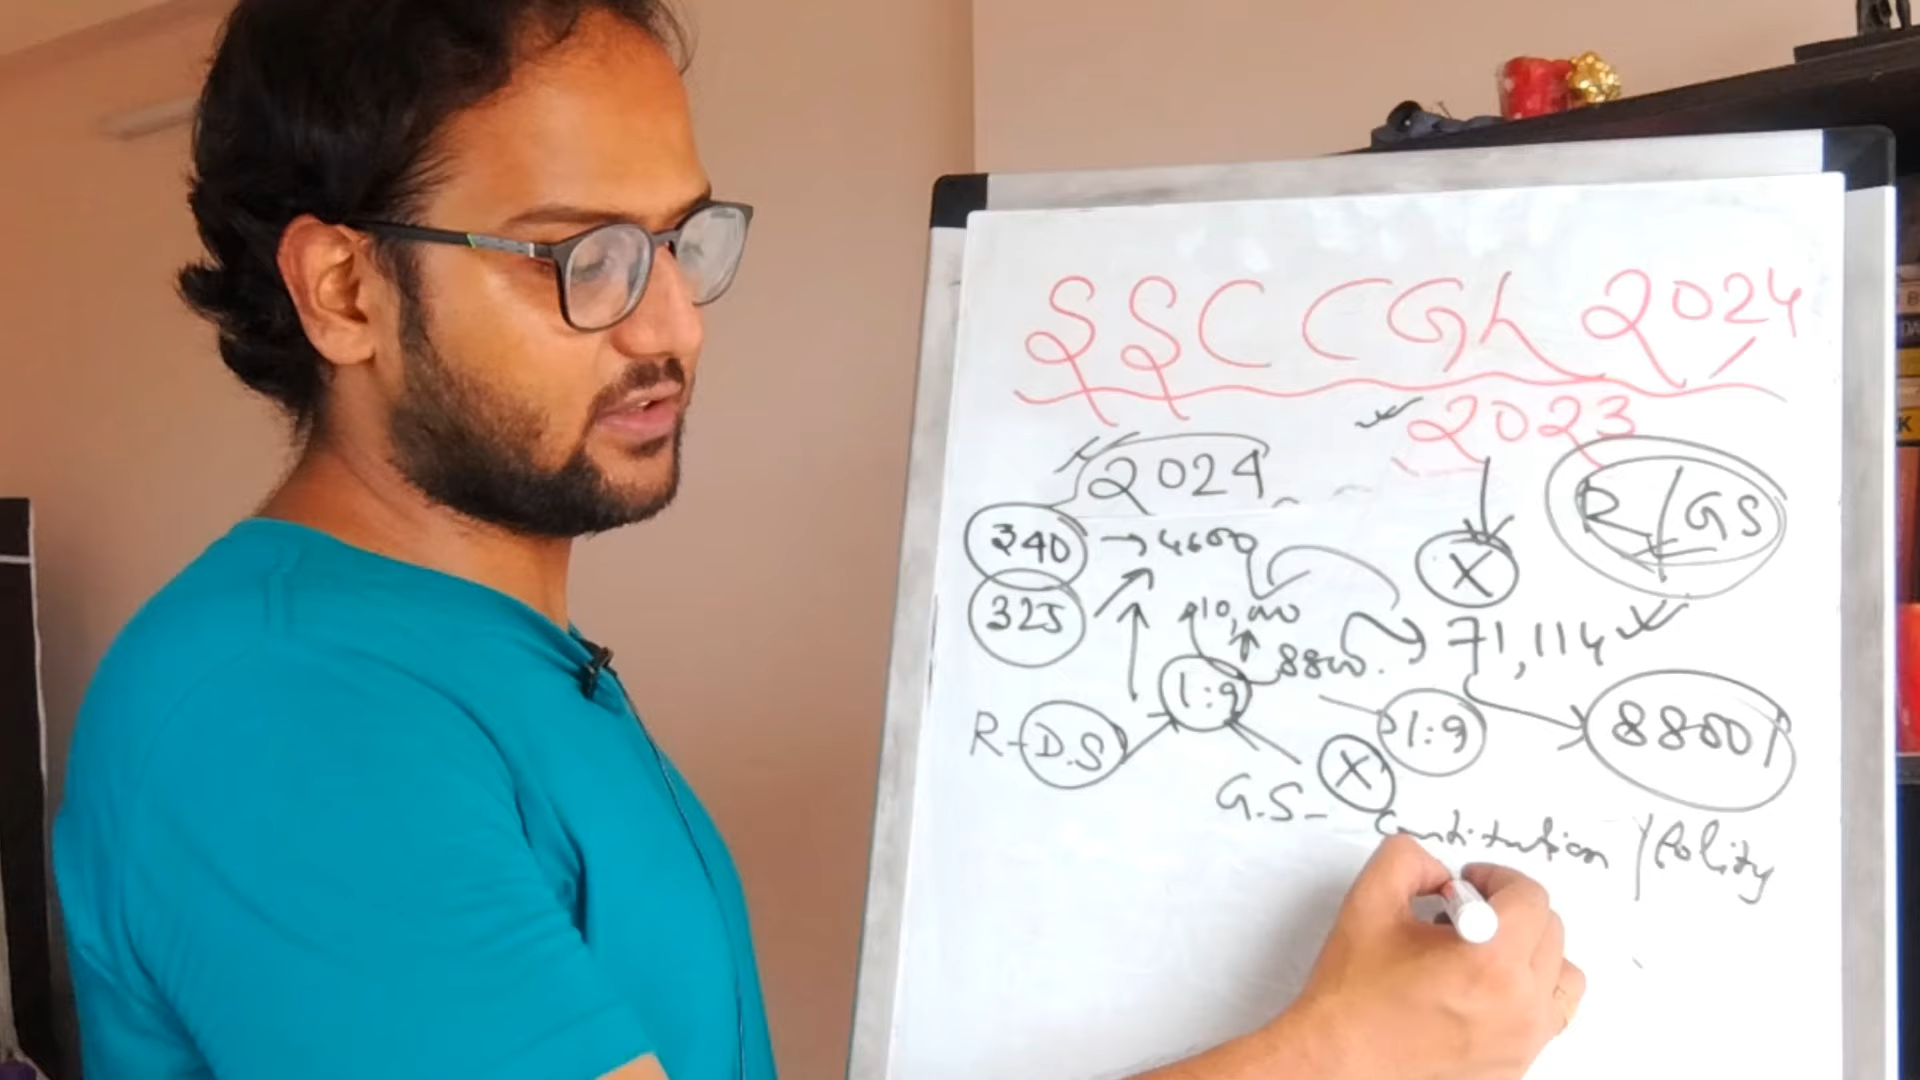 SSC CGL 2024
2023
2024
R/GS
240 → 4600
X
325
10,000
71,114
8800
1:9
1:9
8800
R-D.S
X
G.S-
Constitution / Polity